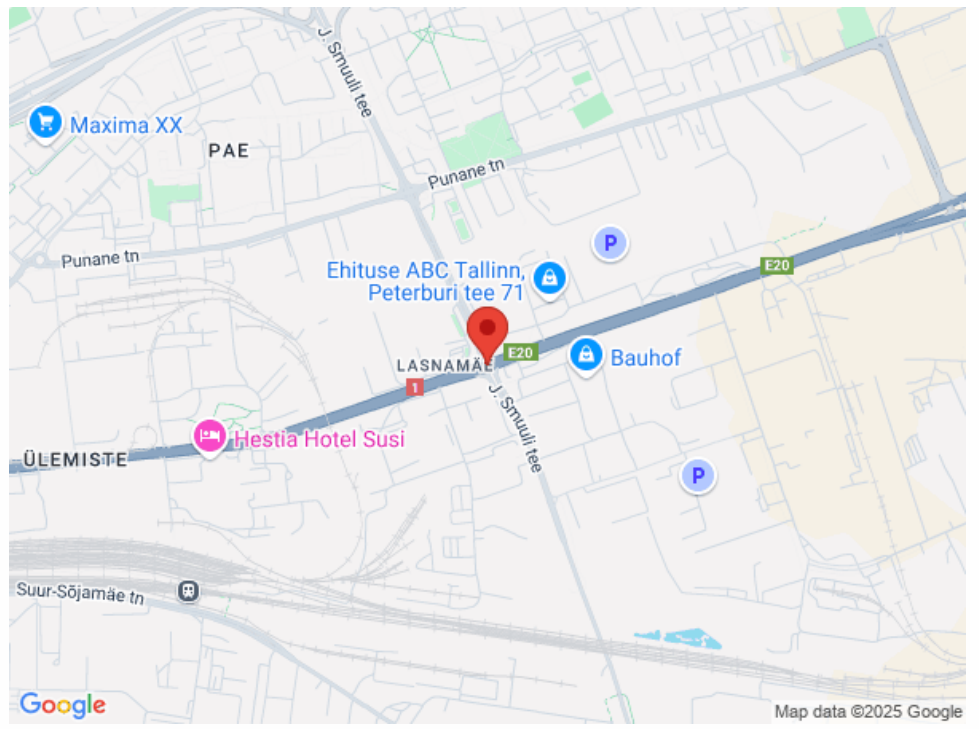 J. Smuuli tee
Maxima XX
PAE
Punane tn
Punane tn
P
Ehituse ABC Tallinn,
Peterburi tee 71
E20
E20
Bauhof
LASNAMÄE
1
J. Smuuli tee
Hestia Hotel Susi
ÜLEMISTE
P
Suur-Sõjamäe tn
Google
Map data ©2025 Google